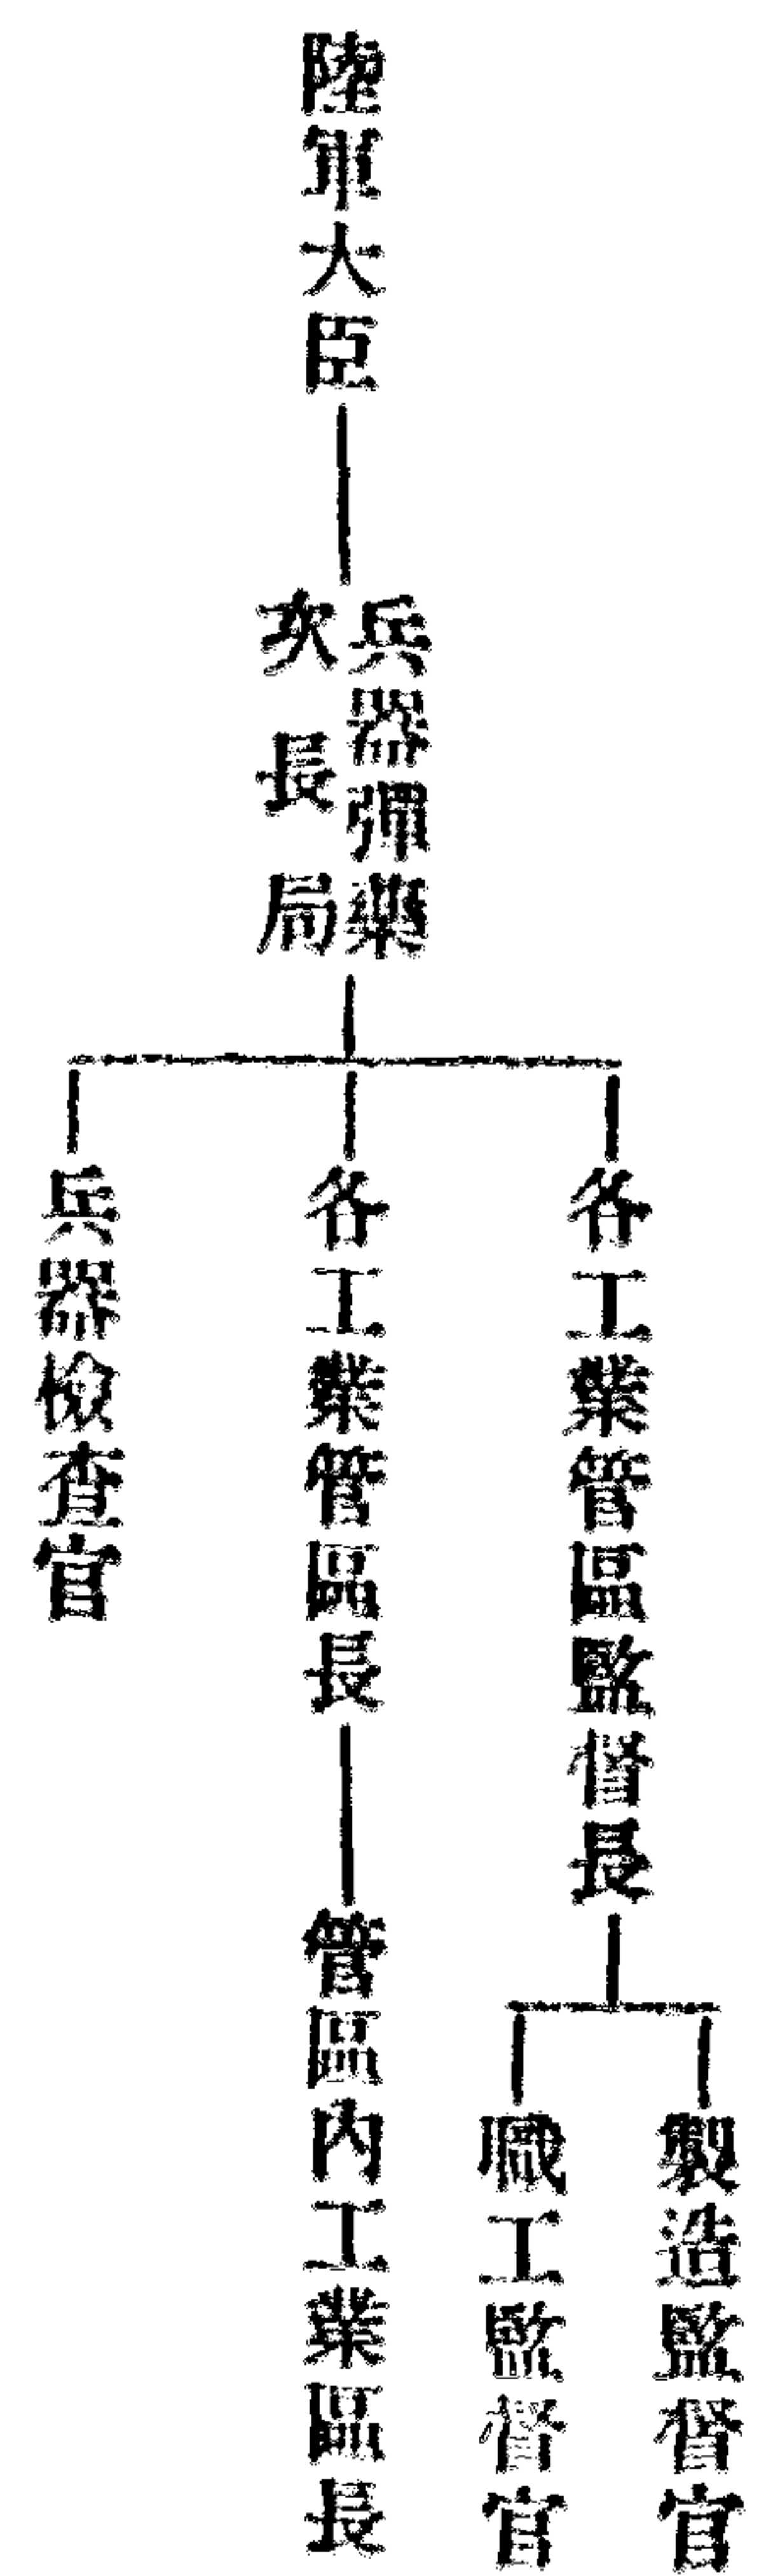 陸軍大臣
兵器彈藥
次長局
各工業管區監督長
製造監督官
職工監督官
各工業管區長
管區內工業區長
兵器檢查官